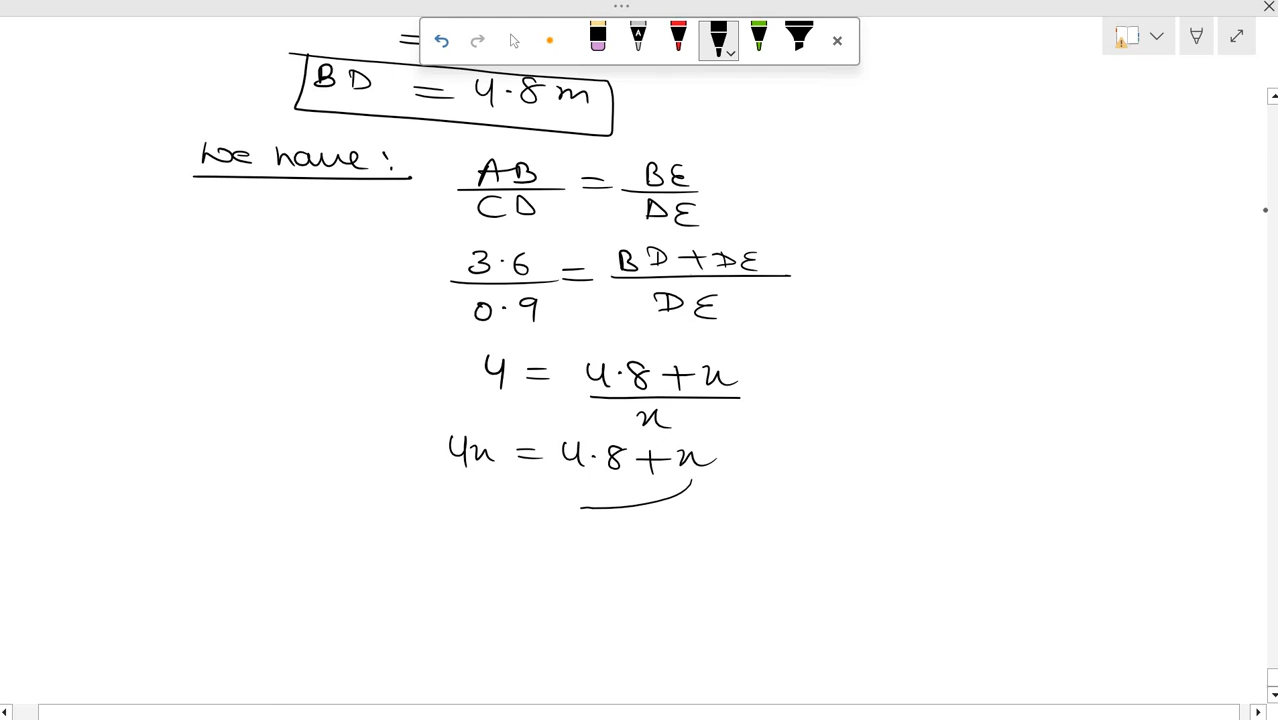 =
BD = 4.8 m
We have:
AB/CD = BE/DE
3.6/0.9 = BD + DE/DE
4 = 4.8 + x/x
4x = 4.8 + x